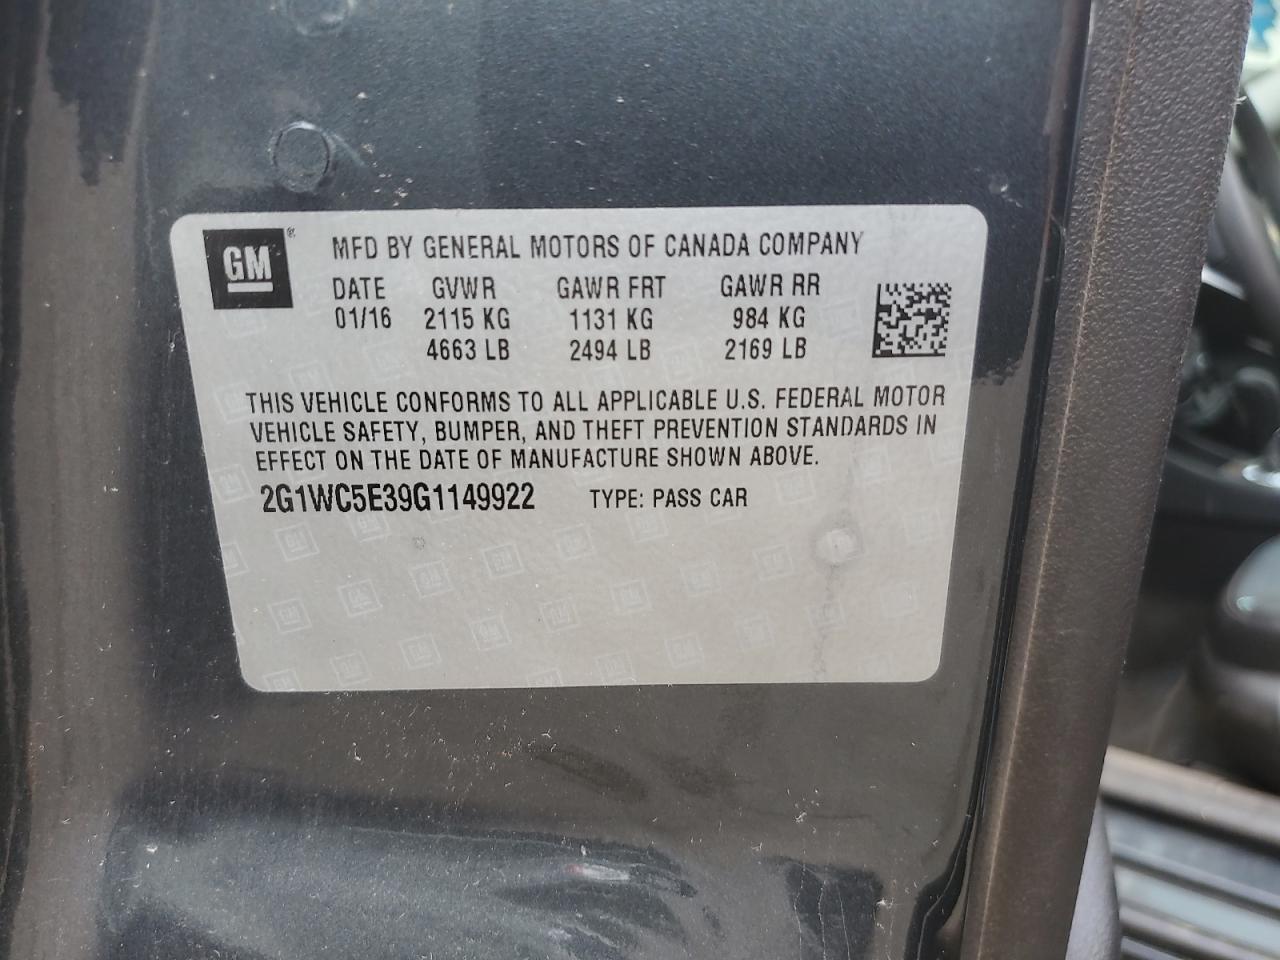 GM®
MFD BY GENERAL MOTORS OF CANADA COMPANY
DATE GVWR GAWR FRT GAWR RR
01/16 2115 KG 1131 KG 984 KG
4663 LB 2494 LB 2169 LB
THIS VEHICLE CONFORMS TO ALL APPLICABLE U.S. FEDERAL MOTOR
VEHICLE SAFETY, BUMPER, AND THEFT PREVENTION STANDARDS IN
EFFECT ON THE DATE OF MANUFACTURE SHOWN ABOVE.
2G1WC5E39G1149922 TYPE: PASS CAR